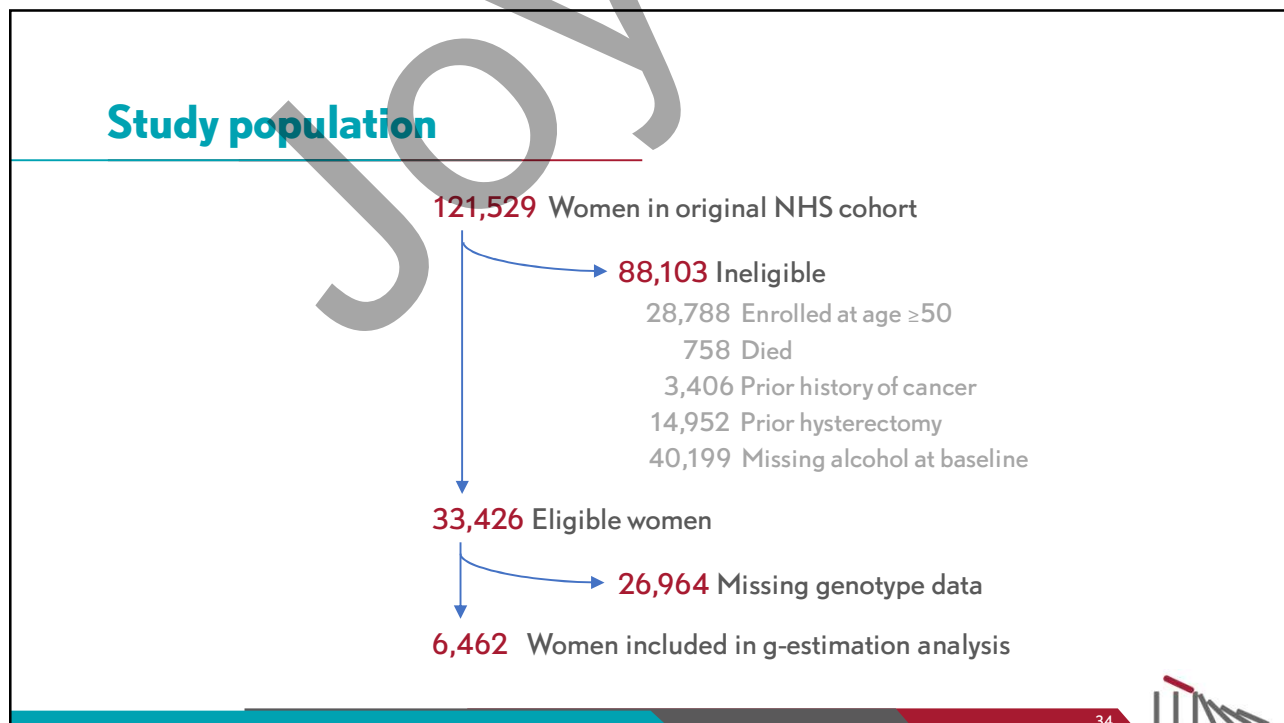 Joy
Study population
121,529 Women in original NHS cohort
88,103 Ineligible
28,788 Enrolled at age ≥50
758 Died
3,406 Prior history of cancer
14,952 Prior hysterectomy
40,199 Missing alcohol at baseline
33,426 Eligible women
26,964 Missing genotype data
6,462 Women included in g-estimation analysis
34